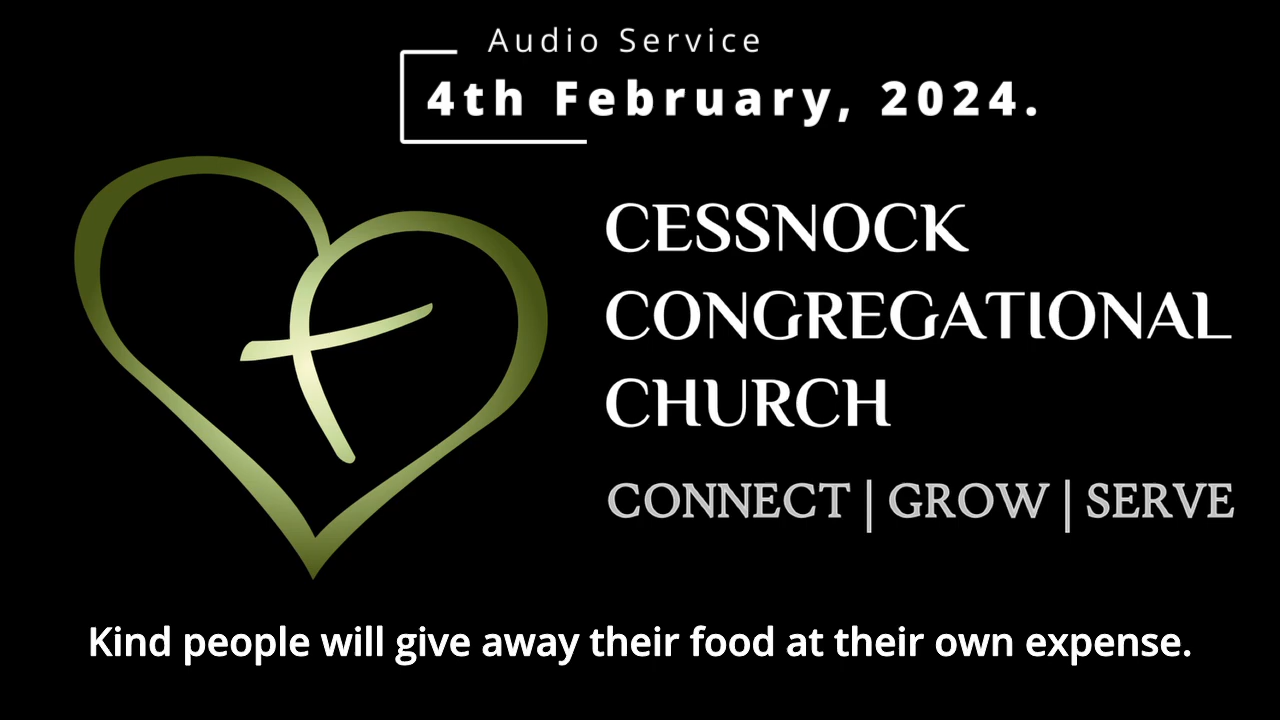 Audio Service
4th February, 2024.
CESSNOCK
CONGREGATIONAL
CHURCH
CONNECT | GROW | SERVE
Kind people will give away their food at their own expense.